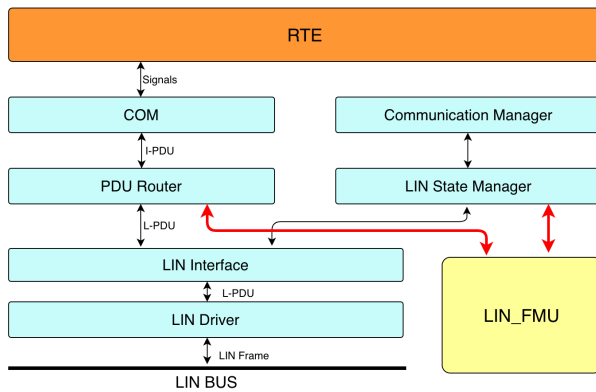 RTE
Signals
COM
Communication Manager
I-PDU
PDU Router
LIN State Manager
L-PDU
LIN Interface
L-PDU
LIN_FMU
LIN Driver
LIN Frame
LIN BUS